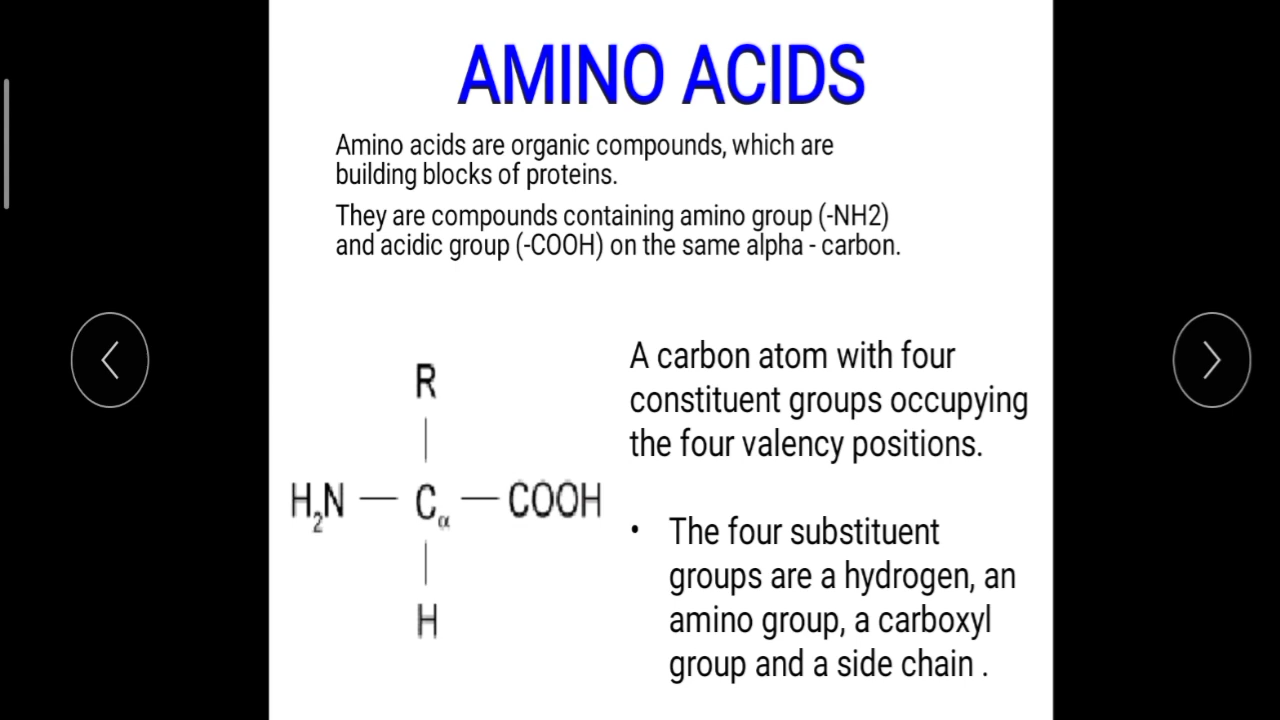 AMINO ACIDS
Amino acids are organic compounds, which are
building blocks of proteins.
They are compounds containing amino group (-NH2)
and acidic group (-COOH) on the same alpha - carbon.
R
H₂N — Cα — COOH
H
A carbon atom with four
constituent groups occupying
the four valency positions.
• The four substituent
groups are a hydrogen, an
amino group, a carboxyl
group and a side chain .